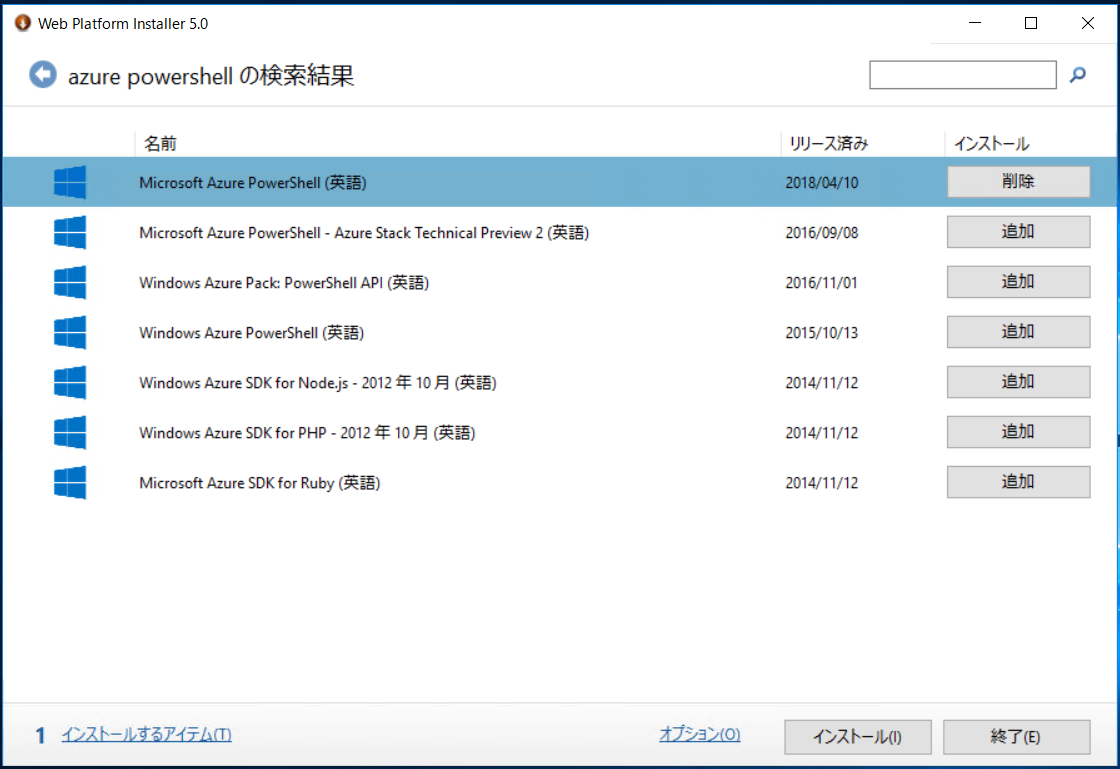 Web Platform Installer 5.0
azure powershell の検索結果
名前 リリース済み インストール
Microsoft Azure PowerShell (英語) 2018/04/10 削除
Microsoft Azure PowerShell - Azure Stack Technical Preview 2 (英語) 2016/09/08 追加
Windows Azure Pack: PowerShell API (英語) 2016/11/01 追加
Windows Azure PowerShell (英語) 2015/10/13 追加
Windows Azure SDK for Node.js - 2012 年 10 月 (英語) 2014/11/12 追加
Windows Azure SDK for PHP - 2012 年 10 月 (英語) 2014/11/12 追加
Microsoft Azure SDK for Ruby (英語) 2014/11/12 追加
1 インストールするアイテム(T) オプション(O) インストール(I) 終了(E)